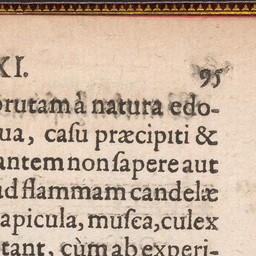 XI. 95
brutam à natura edo-
ua, casu præcipiti &
antem non sapere aut
ad flammam candelæ
apicula, musca, culex
tant, cùm ab experi-